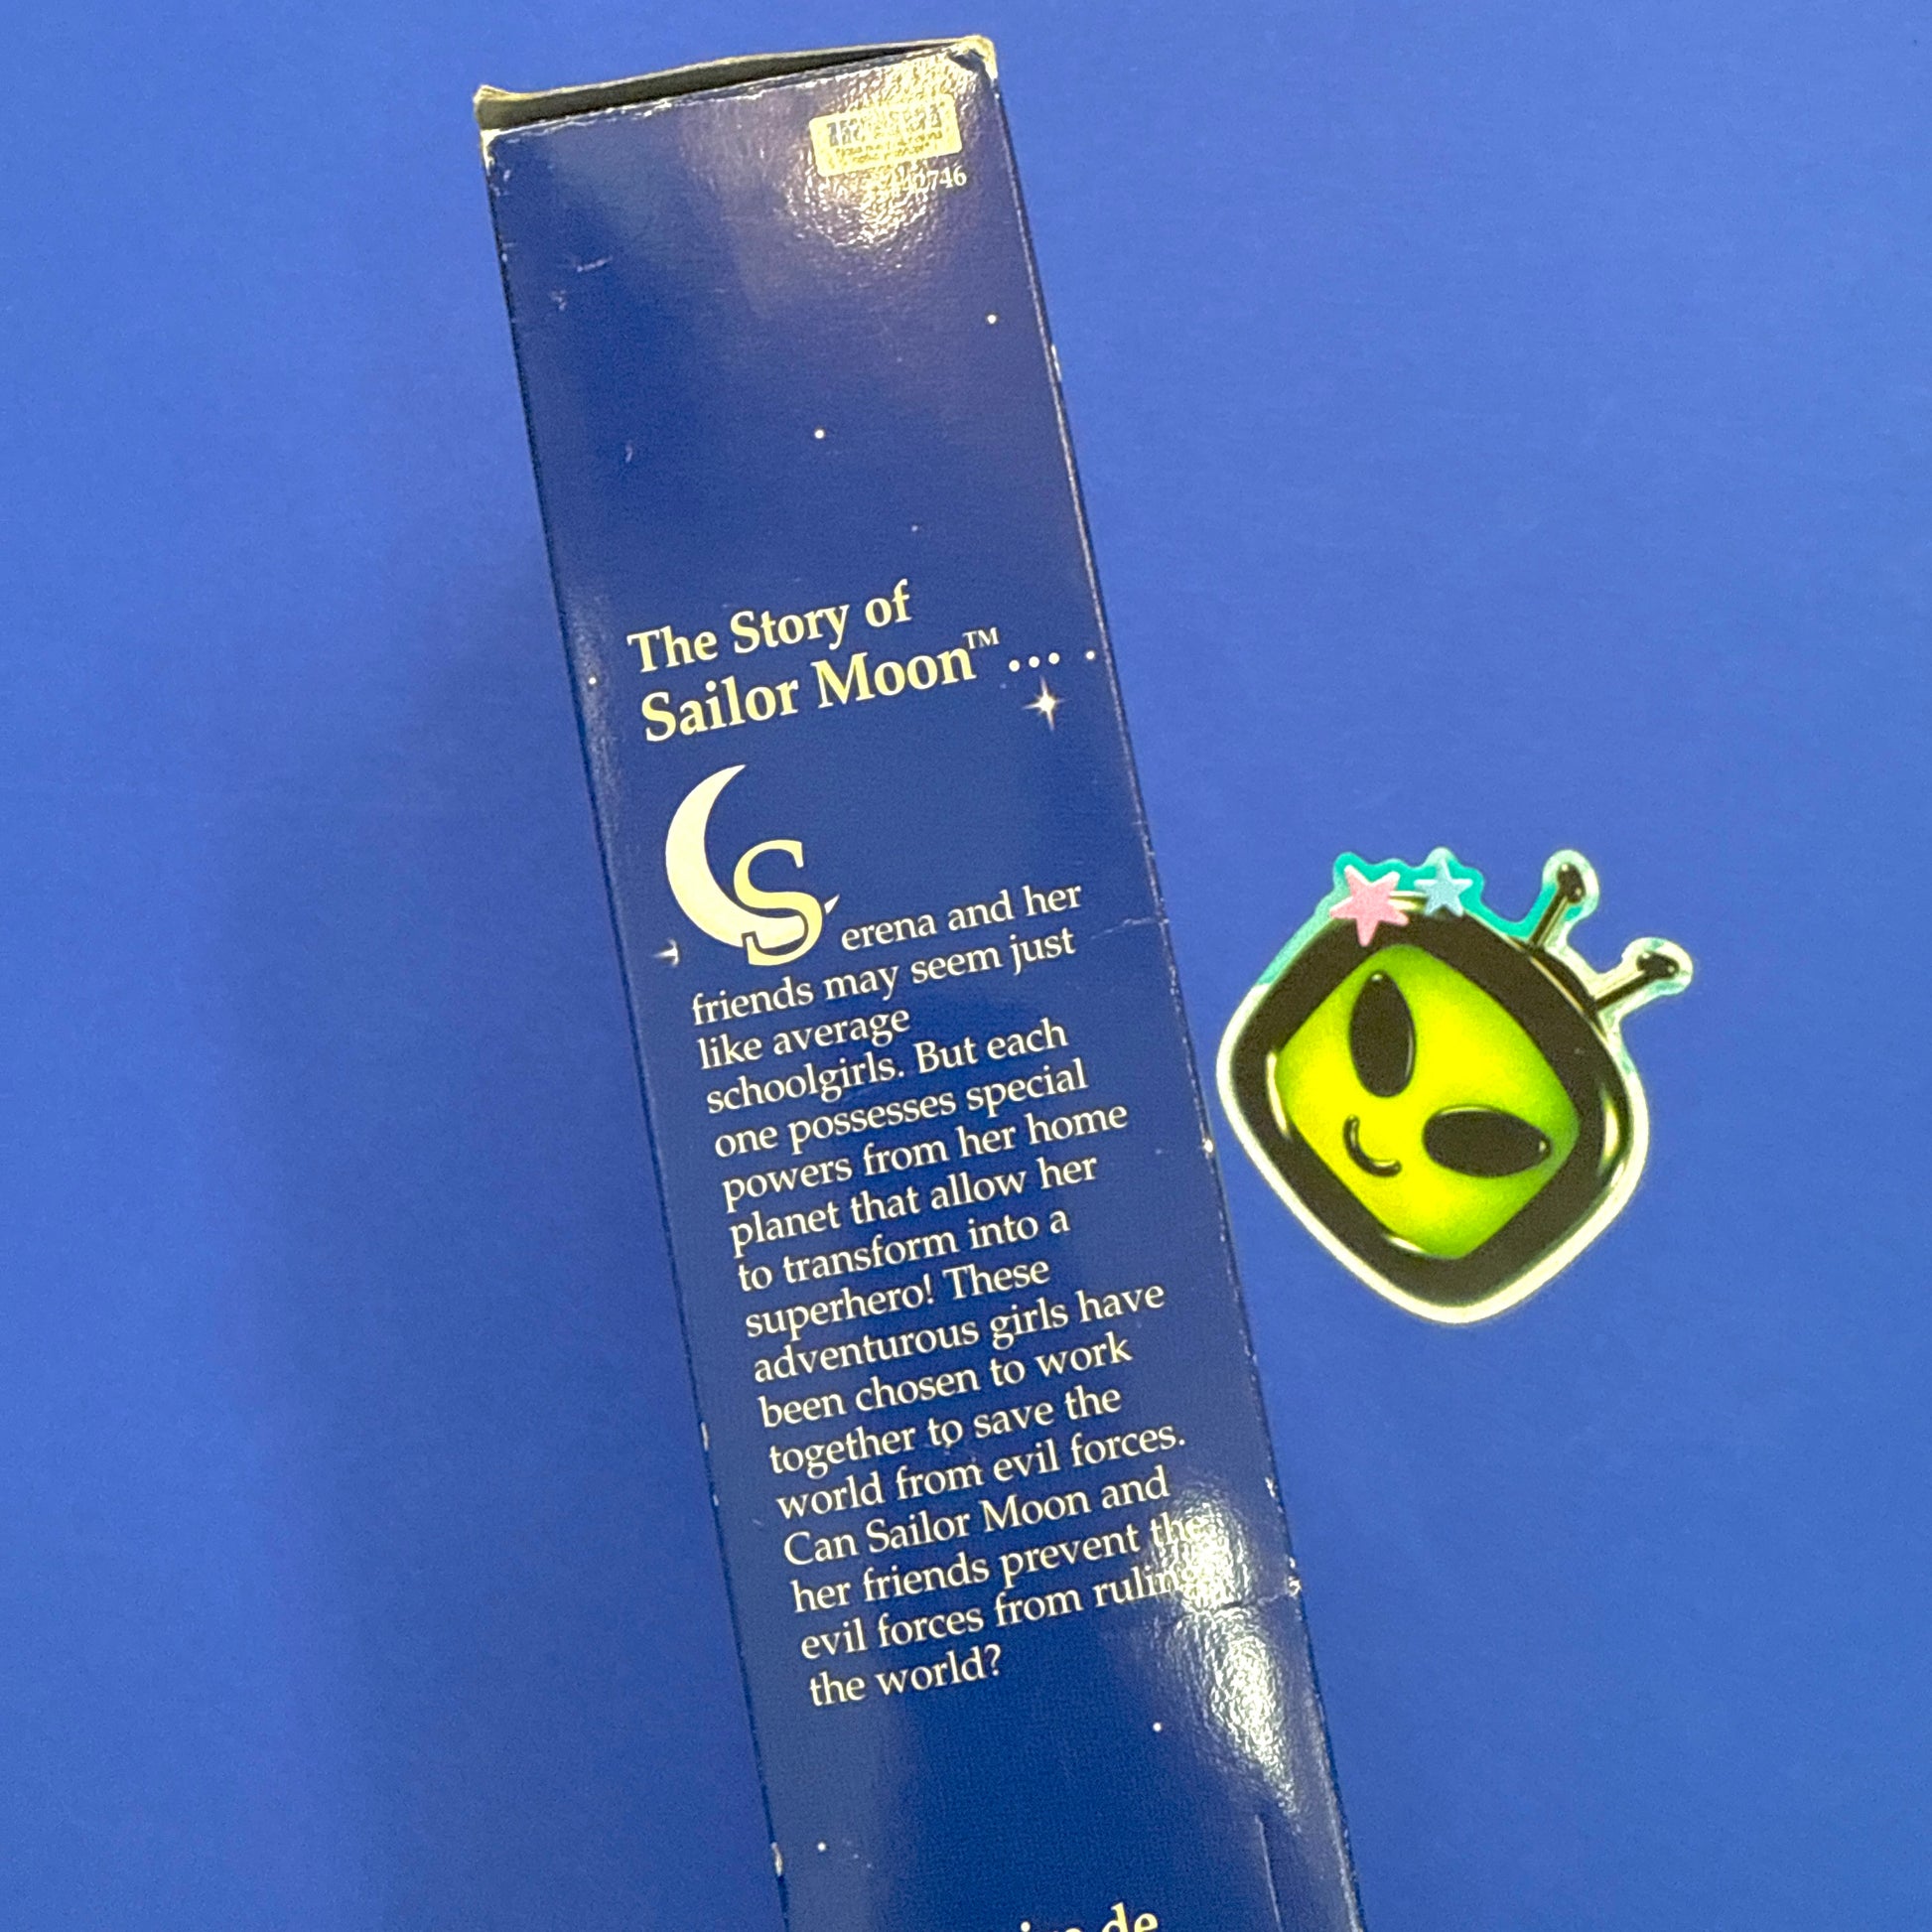 The Story of
Sailor Moon™ ...
Serena and her
friends may seem just
like average
schoolgirls. But each
one possesses special
powers from her home
planet that allow her
to transform into a
superhero! These
adventurous girls have
been chosen to work
together to save the
world from evil forces.
Can Sailor Moon and
her friends prevent the
evil forces from ruling
the world?
de